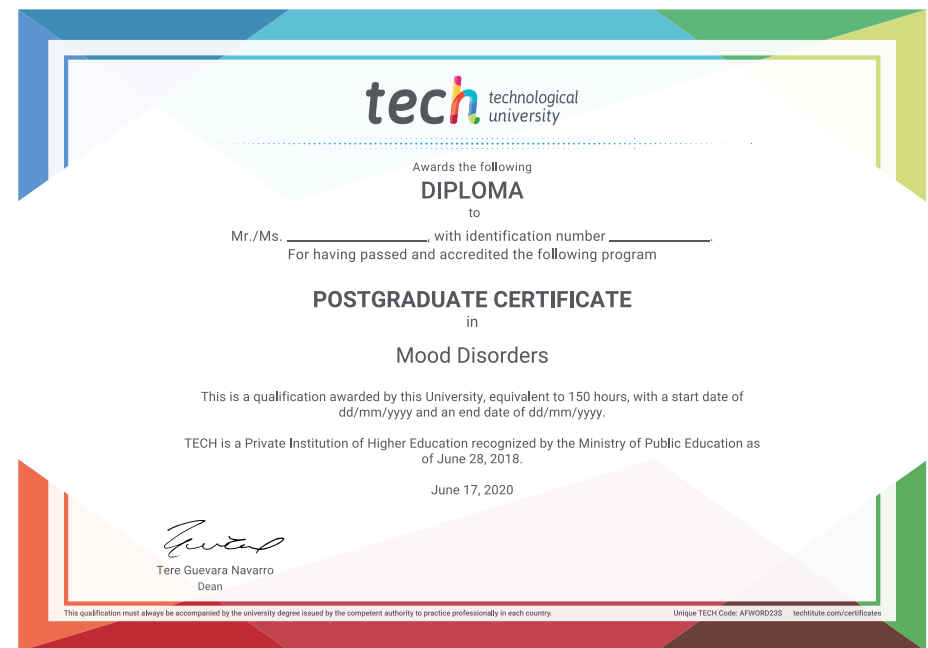 tech technological
university
Awards the following
DIPLOMA
to
Mr./Ms. ____________, with identification number ____________.
For having passed and accredited the following program
POSTGRADUATE CERTIFICATE
in
Mood Disorders
This is a qualification awarded by this University, equivalent to 150 hours, with a start date of
dd/mm/yyyy and an end date of dd/mm/yyyy.
TECH is a Private Institution of Higher Education recognized by the Ministry of Public Education as
of June 28, 2018.
June 17, 2020
Tere Guevara Navarro
Dean
This qualification must always be accompanied by the university degree issued by the competent authority to practice professionally in each country. Unique TECH Code: AFWORD23S techtitute.com/certificates